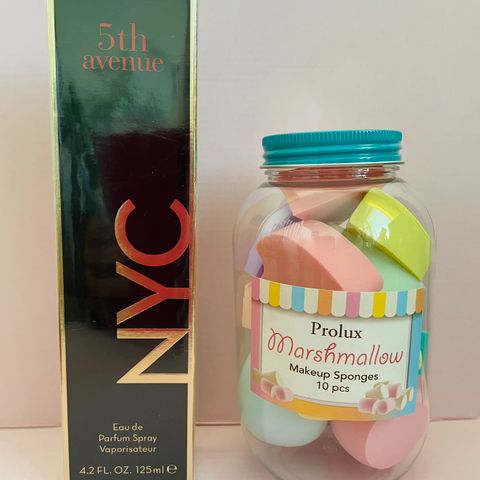 5th
avenue
NYC
Eau de
Parfum Spray
Vaporisateur
4.2 FL. OZ. 125ml ℮
Prolux
Marshmallow
Makeup Sponges
10 pcs